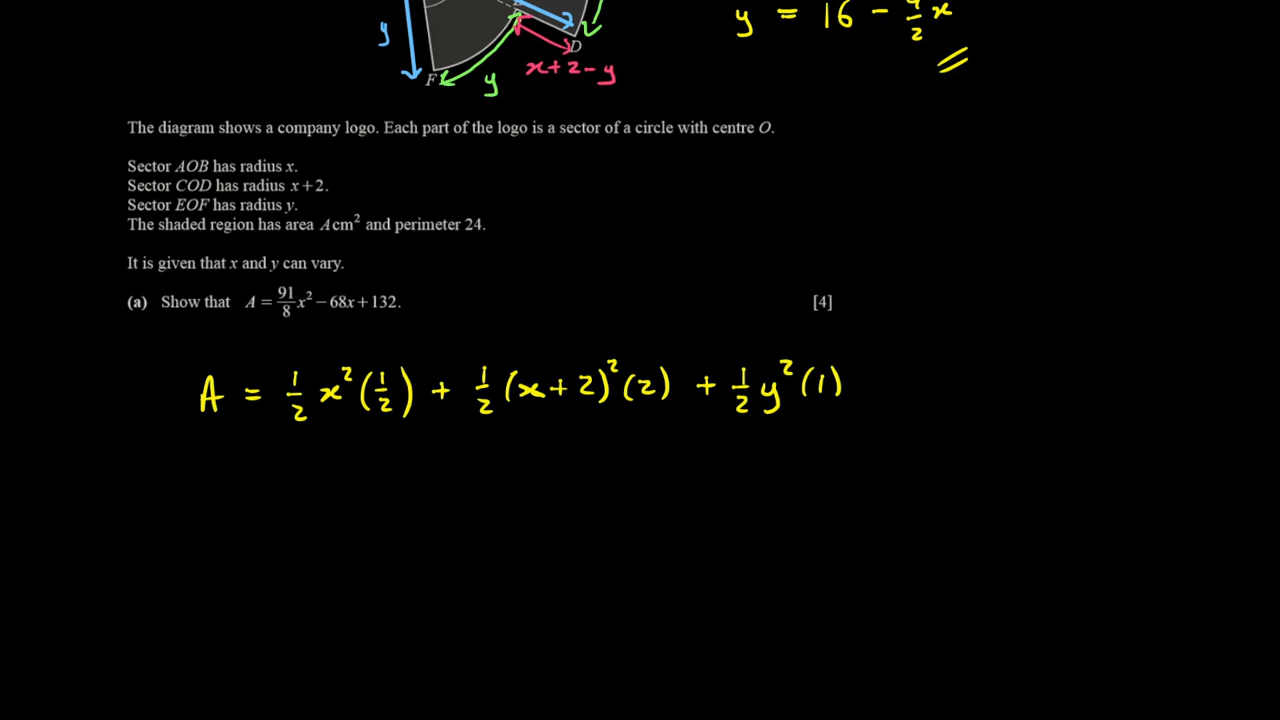 y = 16 - 9/2 x
y
F
D
x+2-y
y
The diagram shows a company logo. Each part of the logo is a sector of a circle with centre O.
Sector AOB has radius x.
Sector COD has radius x+2.
Sector EOF has radius y.
The shaded region has area A cm² and perimeter 24.
It is given that x and y can vary.
(a) Show that A = 91/8 x² − 68x + 132. [4]
A = 1/2 x² (1/2) + 1/2 (x+2)² (2) + 1/2 y² (1)